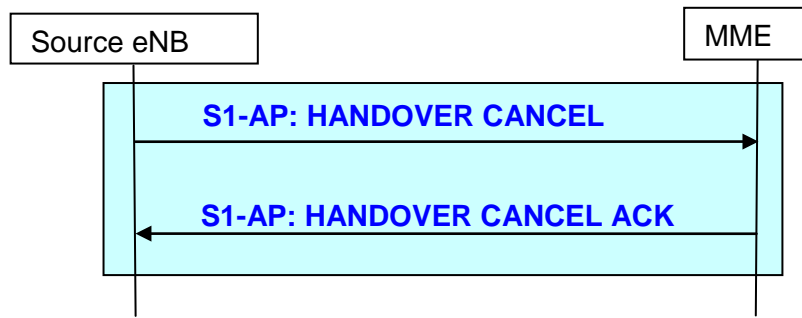 Source eNB
MME
S1-AP: HANDOVER CANCEL
S1-AP: HANDOVER CANCEL ACK